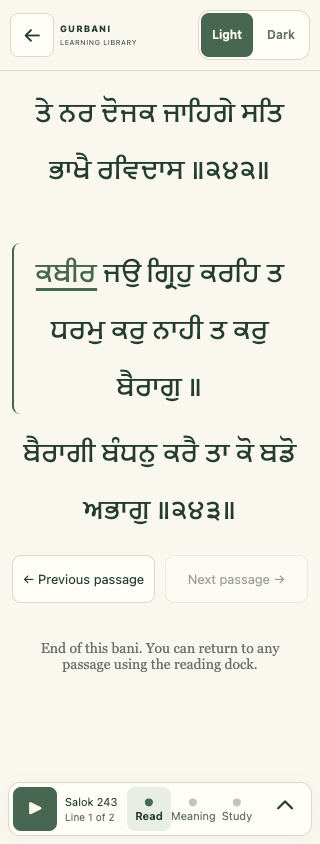 GURBANI
LEARNING LIBRARY
Light
Dark
ਤੇ ਨਰ ਦੋਜਕ ਜਾਹਿਗੇ ਸਤਿ
ਭਾਖੈ ਰਵਿਦਾਸ ॥੨੪੨॥
ਕਬੀਰ ਜਉ ਗ੍ਰਿਹੁ ਕਰਹਿ ਤ
ਧਰਮੁ ਕਰੁ ਨਾਹੀ ਤ ਕਰੁ
ਬੈਰਾਗੁ ॥
ਬੈਰਾਗੀ ਬੰਧਨੁ ਕਰੈ ਤਾ ਕੋ ਬਡੋ
ਅਭਾਗੁ ॥੨੪੩॥
← Previous passage
Next passage →
End of this bani. You can return to any
passage using the reading dock.
Salok 243
Line 1 of 2
Read
Meaning
Study